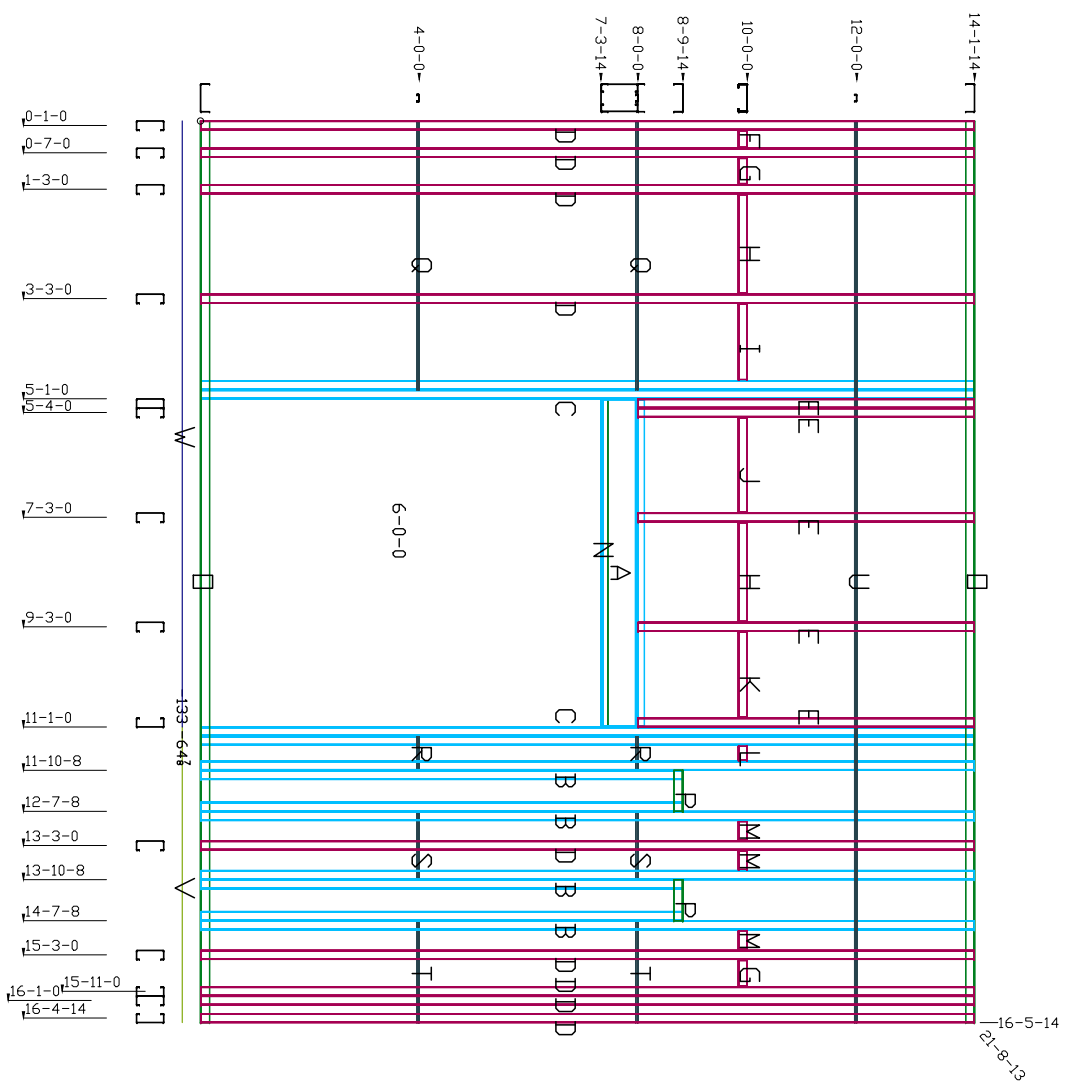 4-0-0
7-3-14
8-0-0
8-9-14
10-0-0
12-0-0
14-1-14
0-1-0
D
F
0-7-0
D
G
1-3-0
D
Q
Q
H
3-3-0
D
I
5-1-0
C
E
5-4-0
E
W
J
6-0-0
7-3-0
E
N
A
H
U
9-3-0
E
K
C
E
11-1-0
133
R
R
L
11-10-8
B
P
12-7-8
B
M
13-3-0
D
S
S
M
13-10-8
B
V
P
14-7-8
B
M
15-3-0
D
T
T
G
15-11-0
D
16-1-0
D
16-4-14
D
16-5-14
21-8-13